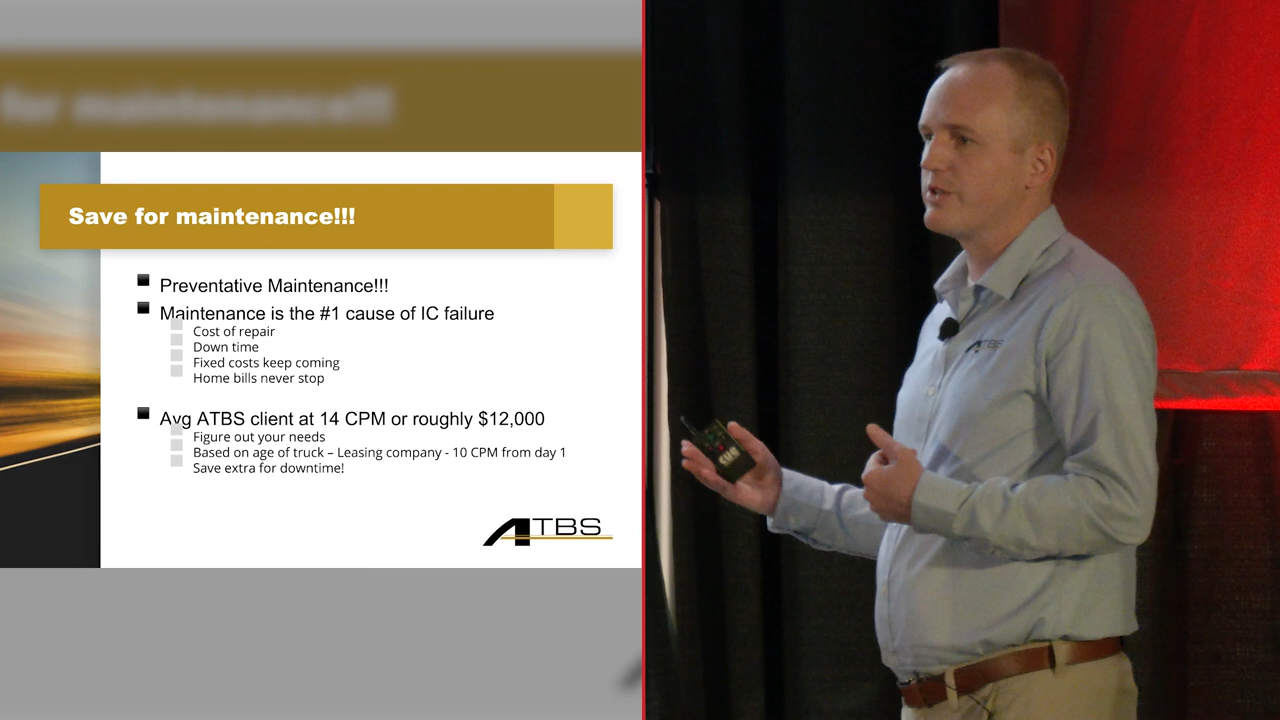 for maintenance!!!
Save for maintenance!!!
Preventative Maintenance!!!
Maintenance is the #1 cause of IC failure
Cost of repair
Down time
Fixed costs keep coming
Home bills never stop
Avg ATBS client at 14 CPM or roughly $12,000
Figure out your needs
Based on age of truck – Leasing company - 10 CPM from day 1
Save extra for downtime!
ATBS
ATBS